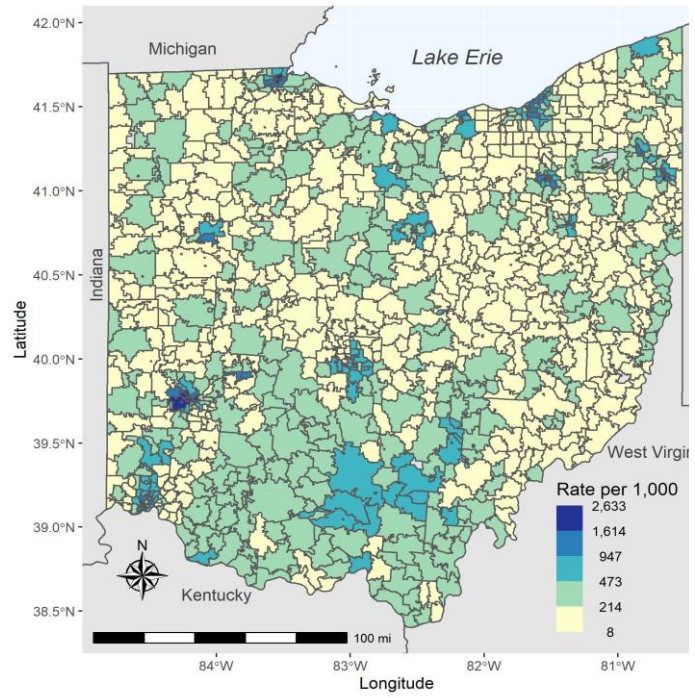 42.0°N
Michigan
Lake Erie
41.5°N
41.0°N
40.5°N
Indiana
Latitude
40.0°N
39.5°N
West Virgin
Rate per 1,000
2,633
1,614
947
473
214
8
39.0°N
N
Kentucky
38.5°N
100 mi
84°W
83°W
82°W
81°W
Longitude